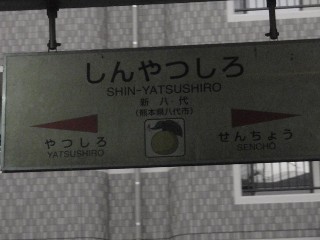 しんやつしろ
SHIN-YATSUSHIRO
新 八 代
(熊本県八代市)
やつしろ
YATSUSHIRO
せんちょう
SENCHŌ